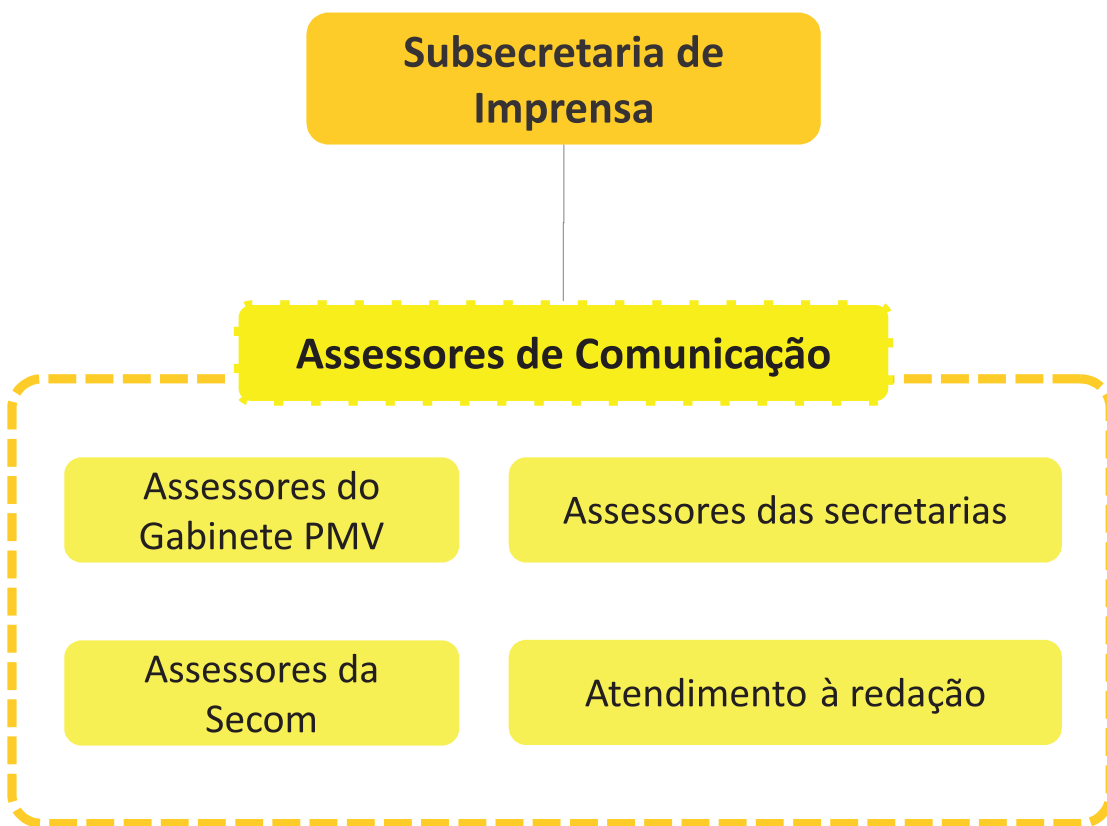 Subsecretaria de
Imprensa
Assessores de Comunicação
Assessores do
Gabinete PMV
Assessores das secretarias
Assessores da
Secom
Atendimento à redação